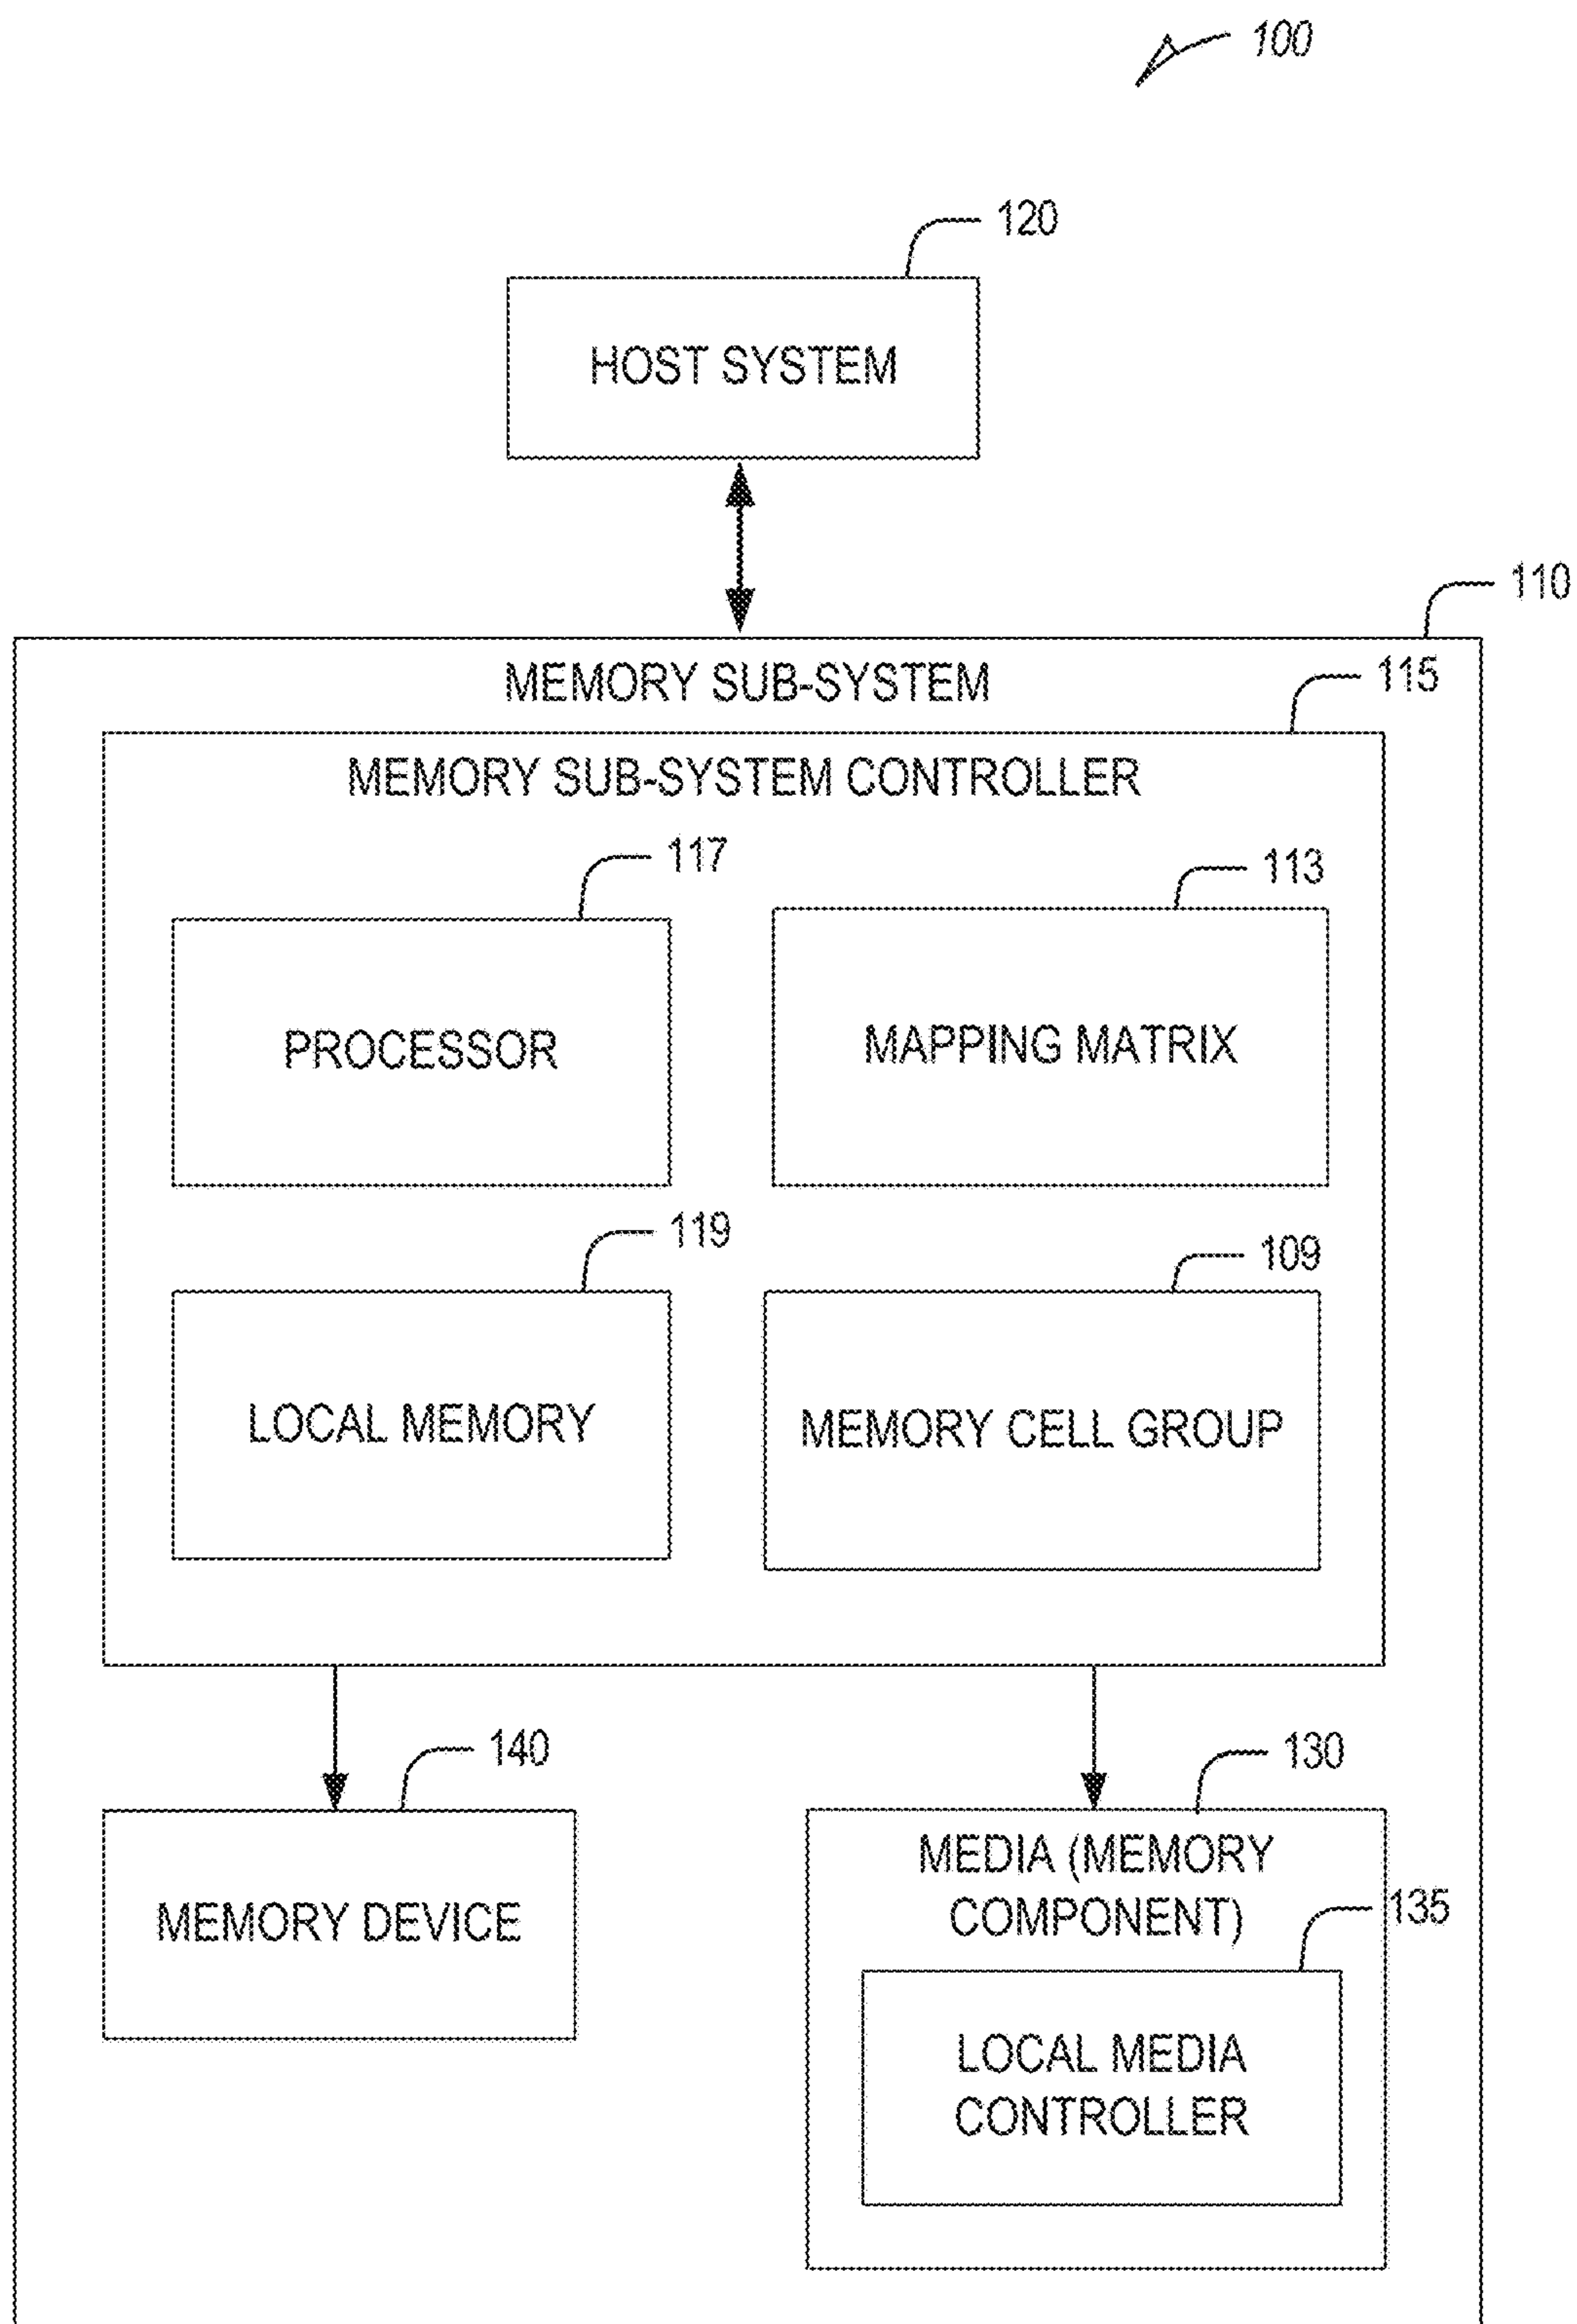 100
120
HOST SYSTEM
110
MEMORY SUB-SYSTEM
115
MEMORY SUB-SYSTEM CONTROLLER
117
113
PROCESSOR
MAPPING MATRIX
119
109
LOCAL MEMORY
MEMORY CELL GROUP
140
130
MEMORY DEVICE
MEDIA (MEMORY
COMPONENT)
135
LOCAL MEDIA
CONTROLLER